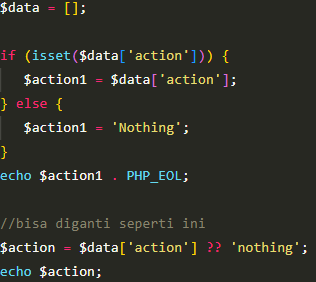 $data = [];
if (isset($data['action'])) {
$action1 = $data['action'];
} else {
$action1 = 'Nothing';
}
echo $action1 . PHP_EOL;
//bisa diganti seperti ini
$action = $data['action'] ?? 'nothing';
echo $action;